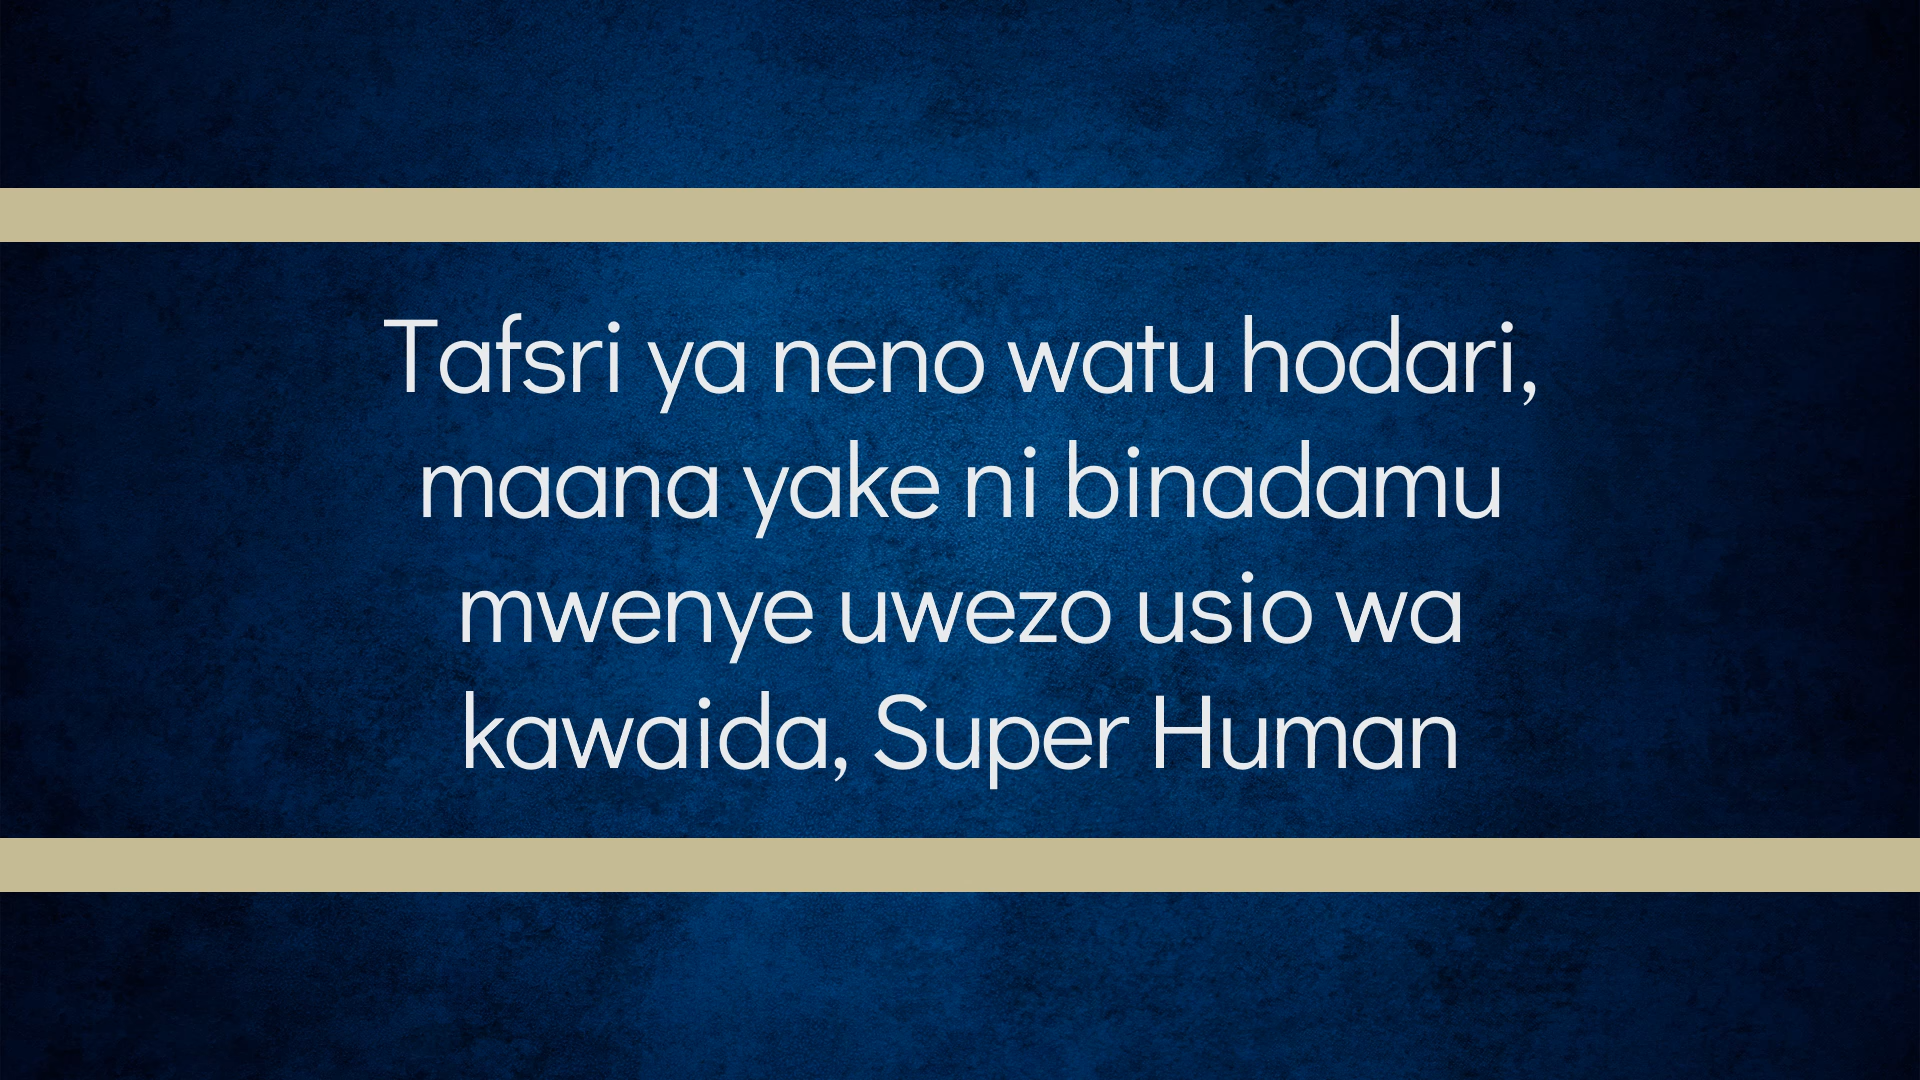 Tafsri ya neno watu hodari,
maana yake ni binadamu
mwenye uwezo usio wa
kawaida, Super Human